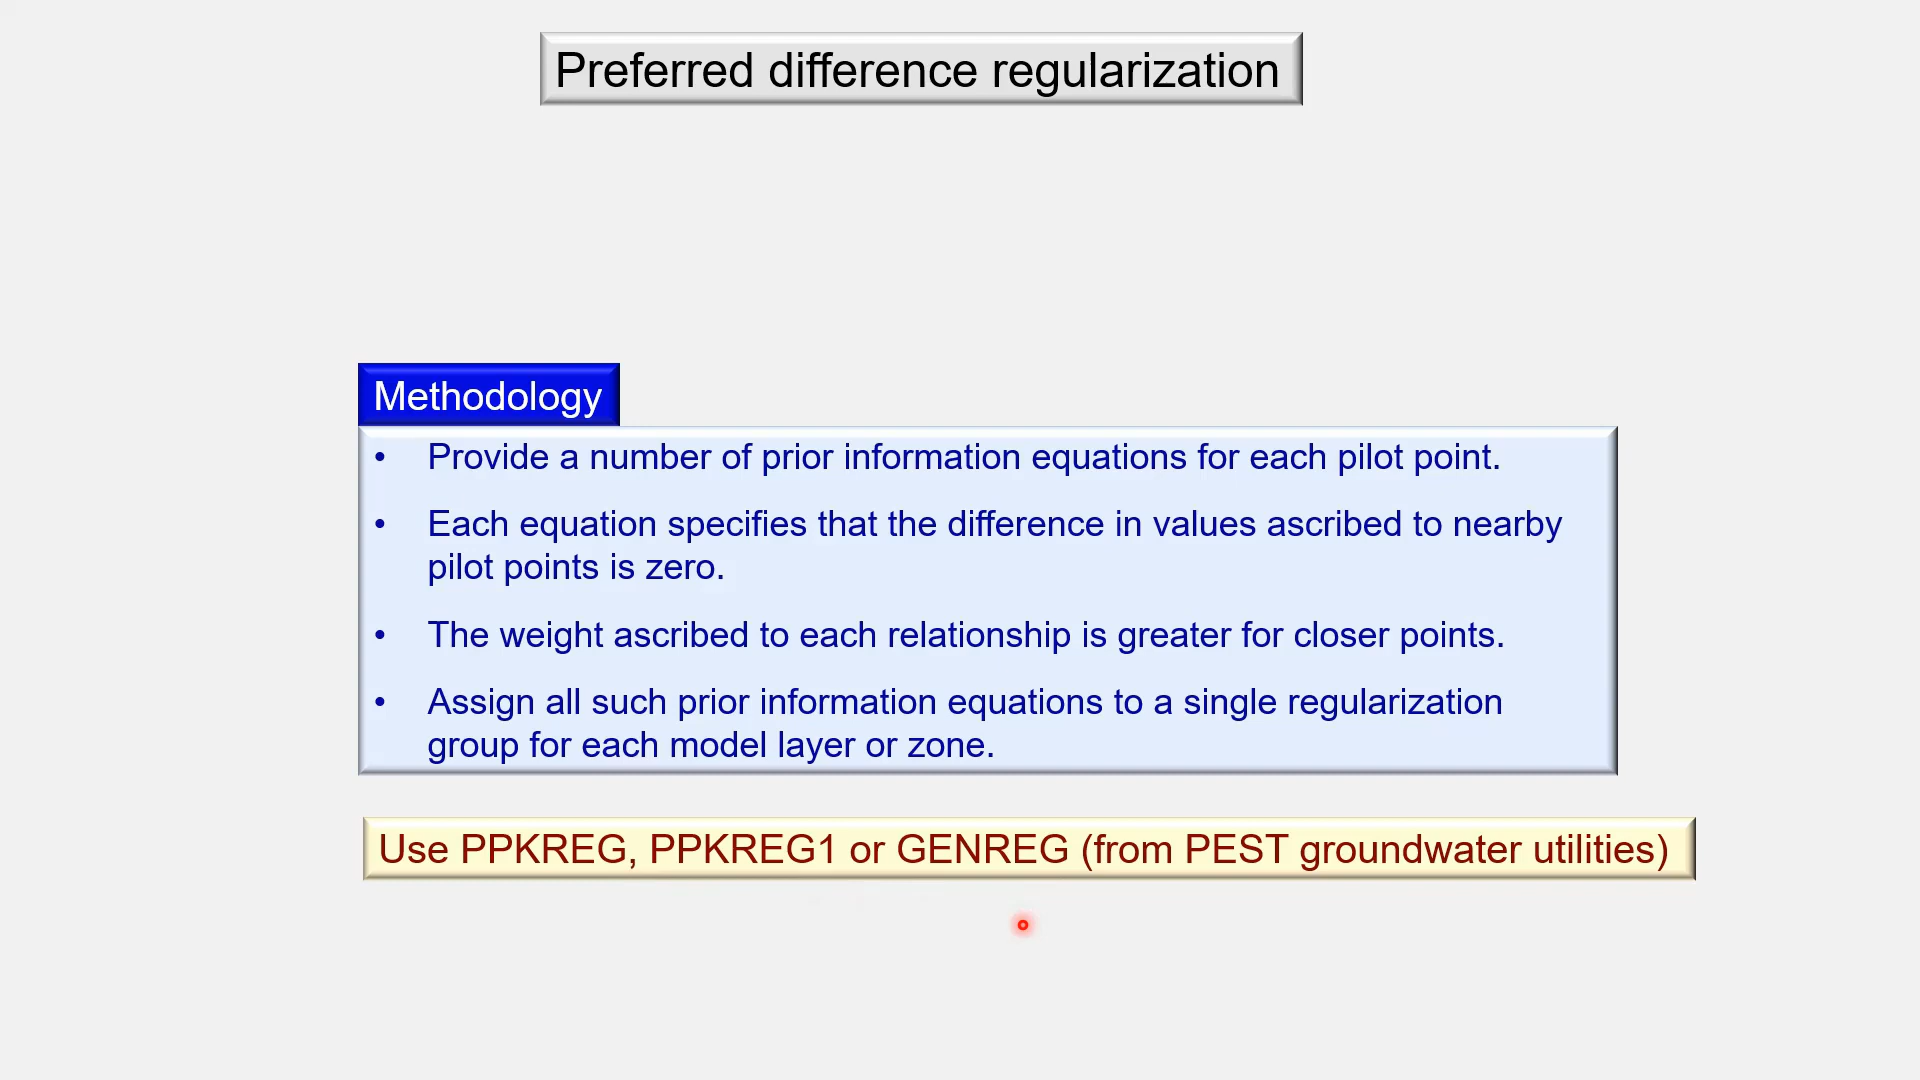 Preferred difference regularization
Methodology
• Provide a number of prior information equations for each pilot point.
• Each equation specifies that the difference in values ascribed to nearby
pilot points is zero.
• The weight ascribed to each relationship is greater for closer points.
• Assign all such prior information equations to a single regularization
group for each model layer or zone.
Use PPKREG, PPKREG1 or GENREG (from PEST groundwater utilities)